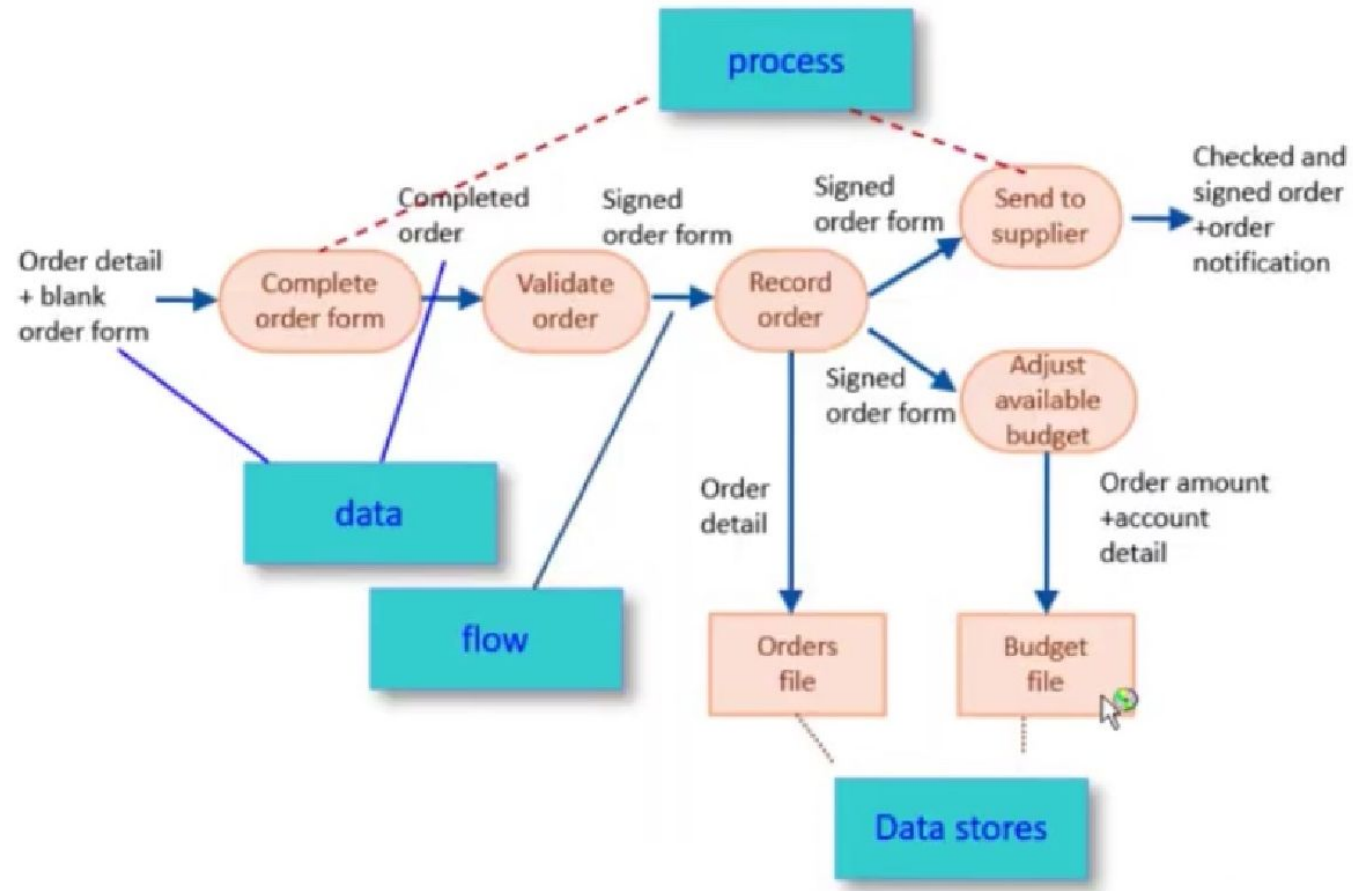 process
Checked and
signed order
+order
notification
Send to
supplier
Signed
order form
Signed
order form
Completed
order
Order detail
+ blank
order form
Complete
order form
Validate
order
Record
order
Signed
order form
Adjust
available
budget
data
Order
detail
Order amount
+account
detail
flow
Orders
file
Budget
file
Data stores